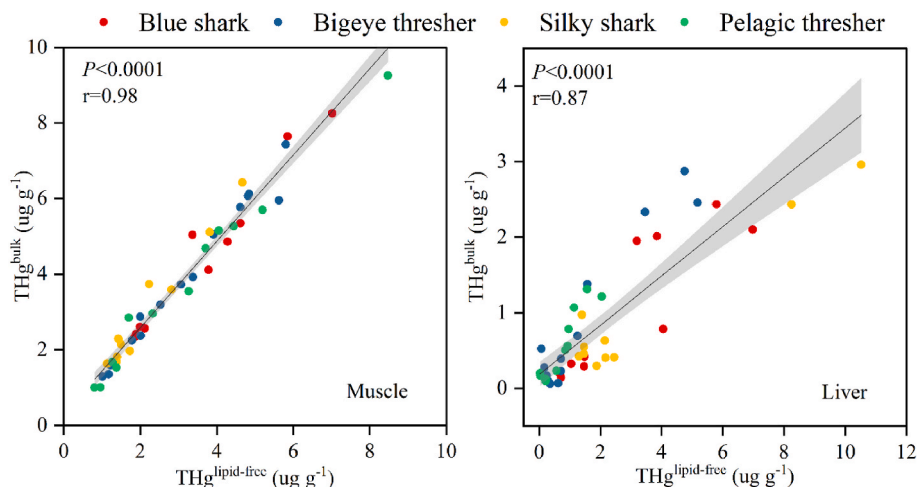 Blue shark Bigeye thresher Silky shark Pelagic thresher
P<0.0001
r=0.98
10
8
6
4
2
0
THg^bulk (ug g^-1)
Muscle
0 2 4 6 8 10
THg^lipid-free (ug g^-1)
P<0.0001
r=0.87
4
3
2
1
0
THg^bulk (ug g^-1)
Liver
0 2 4 6 8 10 12
THg^lipid-free (ug g^-1)